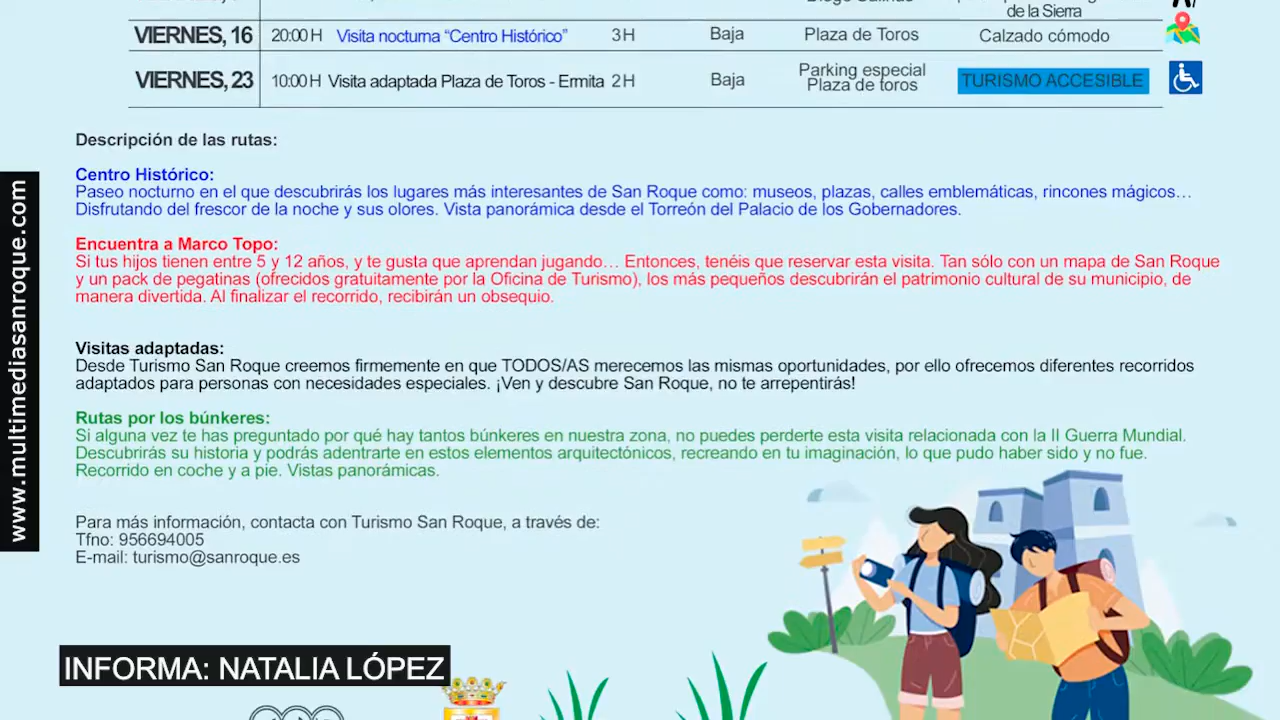 de la Sierra
VIERNES, 16 20:00 H Visita nocturna “Centro Histórico” 3 H Baja Plaza de Toros Calzado cómodo
VIERNES, 23 10:00 H Visita adaptada Plaza de Toros - Ermita 2 H Baja Parking especial
Plaza de toros TURISMO ACCESIBLE
Descripción de las rutas:
Centro Histórico:
Paseo nocturno en el que descubrirás los lugares más interesantes de San Roque como: museos, plazas, calles emblemáticas, rincones mágicos…
Disfrutando del frescor de la noche y sus olores. Vista panorámica desde el Torreón del Palacio de los Gobernadores.
Encuentra a Marco Topo:
Si tus hijos tienen entre 5 y 12 años, y te gusta que aprendan jugando… Entonces, tenéis que reservar esta visita. Tan sólo con un mapa de San Roque
y un pack de pegatinas (ofrecidos gratuitamente por la Oficina de Turismo), los más pequeños descubrirán el patrimonio cultural de su municipio, de
manera divertida. Al finalizar el recorrido, recibirán un obsequio.
Visitas adaptadas:
Desde Turismo San Roque creemos firmemente en que TODOS/AS merecemos las mismas oportunidades, por ello ofrecemos diferentes recorridos
adaptados para personas con necesidades especiales. ¡Ven y descubre San Roque, no te arrepentirás!
Rutas por los búnkeres:
Si alguna vez te has preguntado por qué hay tantos búnkeres en nuestra zona, no puedes perderte esta visita relacionada con la II Guerra Mundial.
Descubrirás su historia y podrás adentrarte en estos elementos arquitectónicos, recreando en tu imaginación, lo que pudo haber sido y no fue.
Recorrido en coche y a pie. Vistas panorámicas.
Para más información, contacta con Turismo San Roque, a través de:
Tfno: 956694005
E-mail: turismo@sanroque.es
www.multimediasanroque.com
INFORMA: NATALIA LÓPEZ